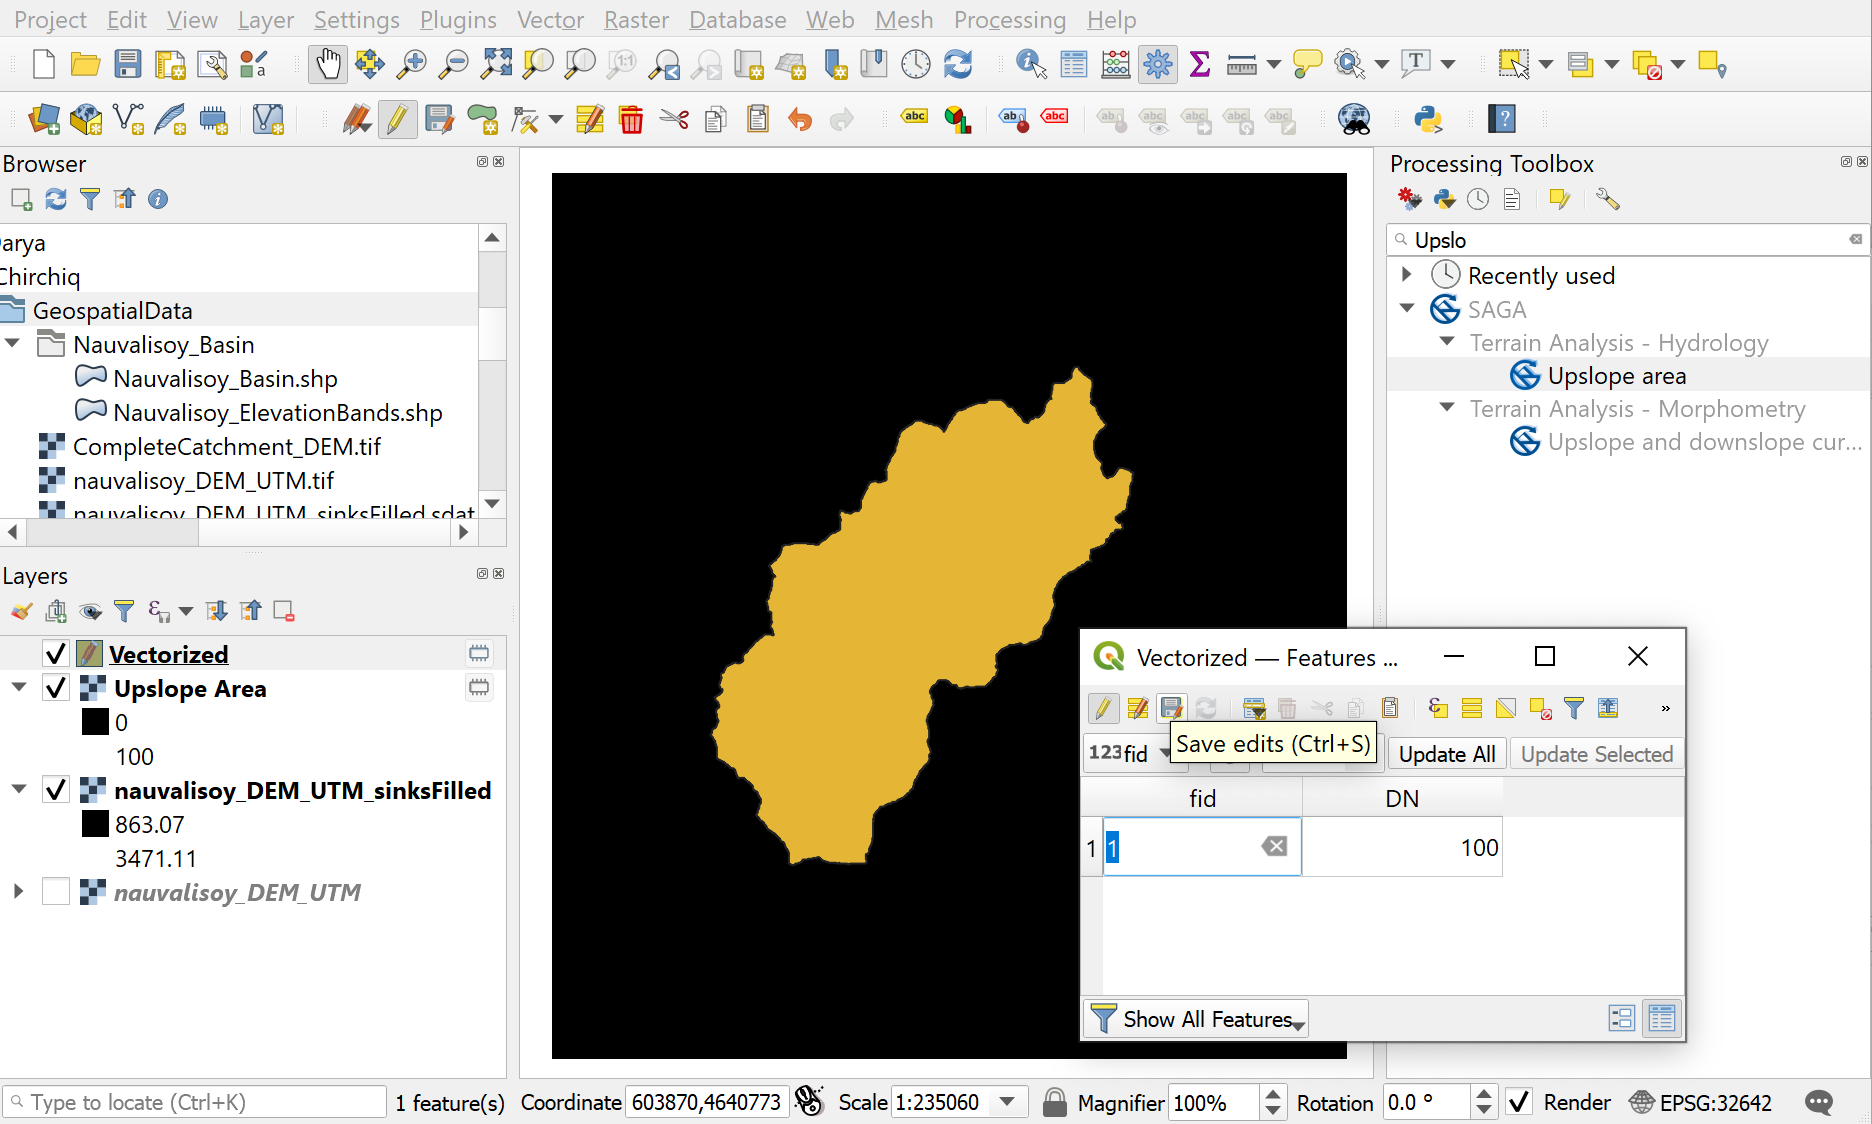 Project Edit View Layer Settings Plugins Vector Raster Database Web Mesh Processing Help
Browser
arya
Chirchiq
GeospatialData
Nauvalisoy_Basin
Nauvalisoy_Basin.shp
Nauvalisoy_ElevationBands.shp
CompleteCatchment_DEM.tif
nauvalisoy_DEM_UTM.tif
nauvalisoy_DEM_UTM_sinksFilled.sdat
Layers
Vectorized
Upslope Area
0
100
nauvalisoy_DEM_UTM_sinksFilled
863.07
3471.11
nauvalisoy_DEM_UTM
Processing Toolbox
Upslo
Recently used
SAGA
Terrain Analysis - Hydrology
Upslope area
Terrain Analysis - Morphometry
Upslope and downslope cur...
Vectorized — Features ...
Save edits (Ctrl+S)
123 fid
Update All
Update Selected
fid DN
1 1 100
Show All Features
Type to locate (Ctrl+K) 1 feature(s) Coordinate 603870,4640773 Scale 1:235060 Magnifier 100% Rotation 0.0 ° Render EPSG:32642